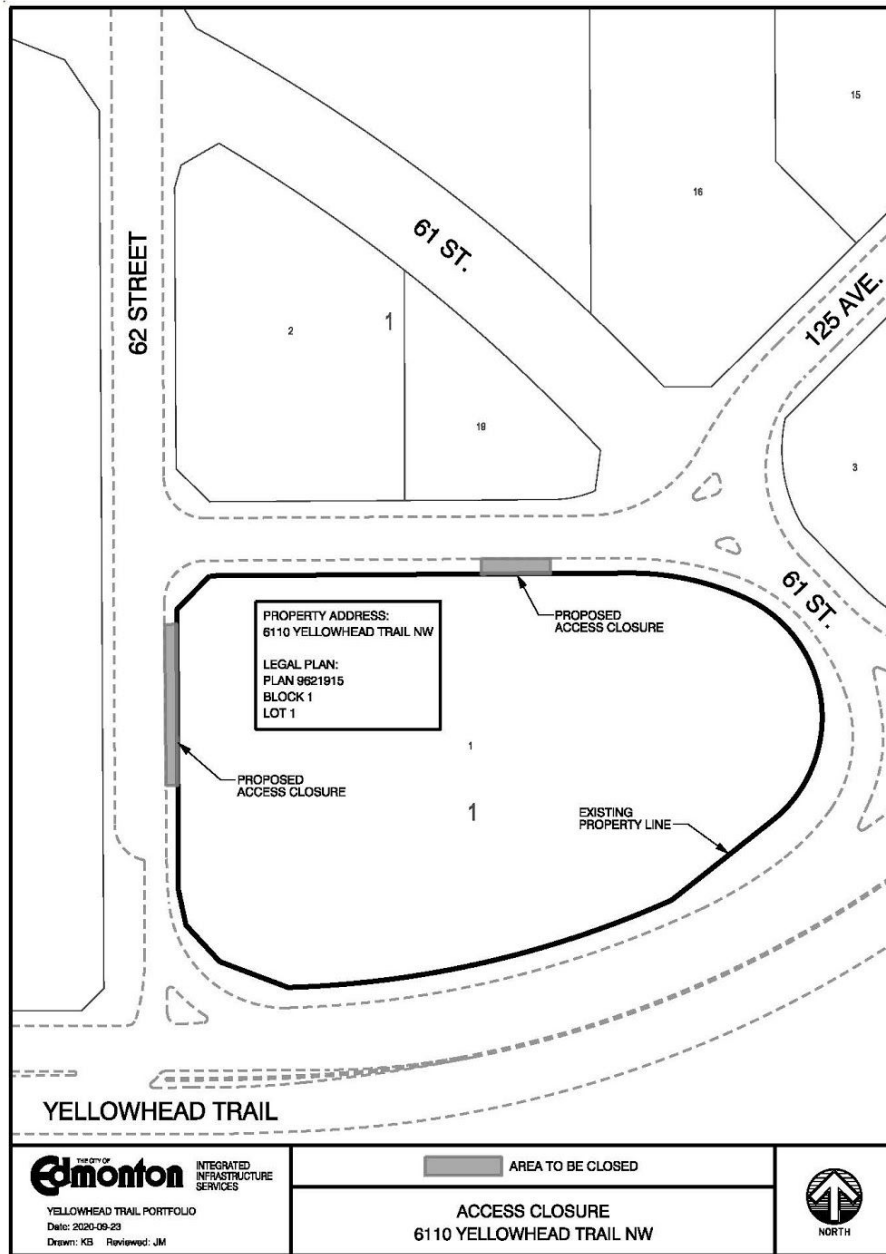 15
16
61 ST.
125 AVE.
62 STREET
2
1
19
3
61 ST.
PROPOSED
ACCESS CLOSURE
PROPERTY ADDRESS:
6110 YELLOWHEAD TRAIL NW
LEGAL PLAN:
PLAN 9621915
BLOCK 1
LOT 1
1
PROPOSED
ACCESS CLOSURE
1
EXISTING
PROPERTY LINE
YELLOWHEAD TRAIL
THE CITY OF
Edmonton
INTEGRATED
INFRASTRUCTURE
SERVICES
YELLOWHEAD TRAIL PORTFOLIO
Date: 2020-09-23
Drawn: KB Reviewed: JM
AREA TO BE CLOSED
ACCESS CLOSURE
6110 YELLOWHEAD TRAIL NW
NORTH